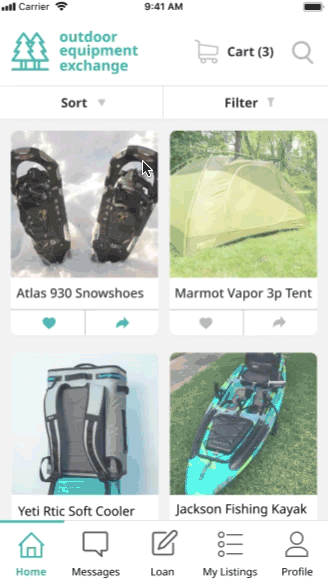 Carrier 9:41 AM
outdoor
equipment
exchange
Cart (3)
Sort Filter
Atlas 930 Snowshoes Marmot Vapor 3p Tent
Yeti Rtic Soft Cooler Jackson Fishing Kayak
Home Messages Loan My Listings Profile